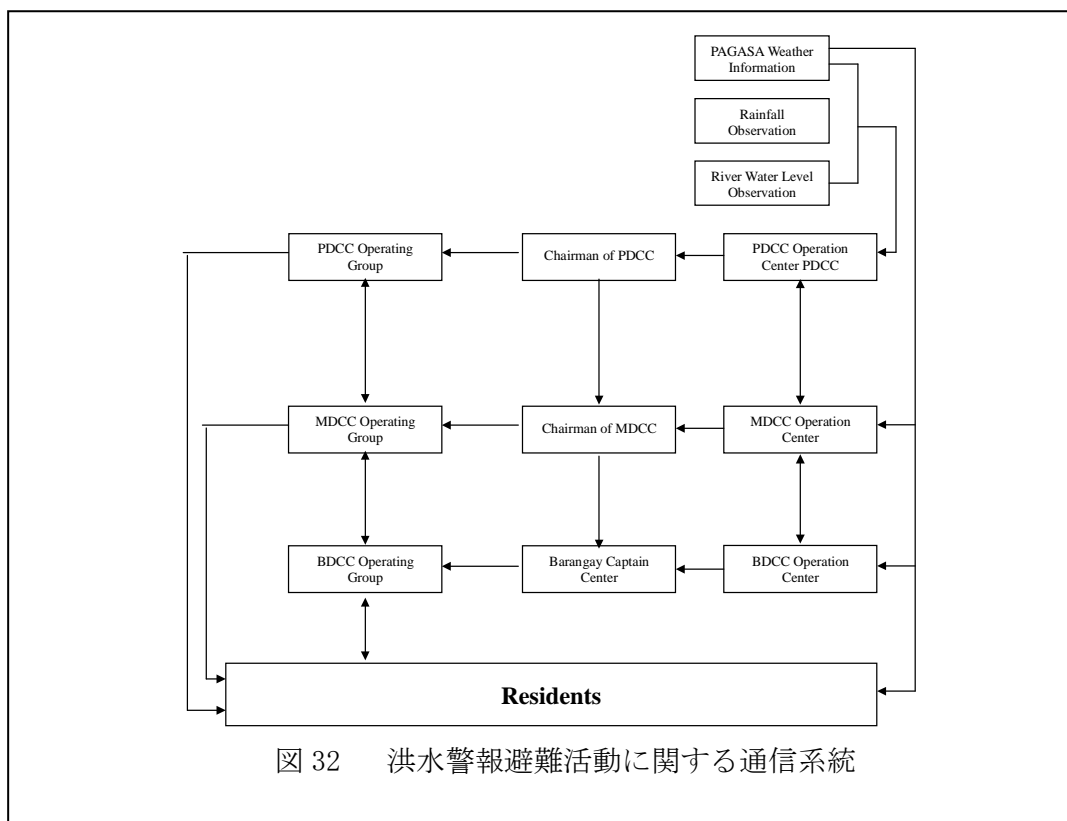 PAGASA Weather
Information
Rainfall
Observation
River Water Level
Observation
PDCC Operating
Group
Chairman of PDCC
PDCC Operation
Center PDCC
MDCC Operating
Group
Chairman of MDCC
MDCC Operation
Center
BDCC Operating
Group
Barangay Captain
Center
BDCC Operation
Center
Residents
図 32 洪水警報避難活動に関する通信系統